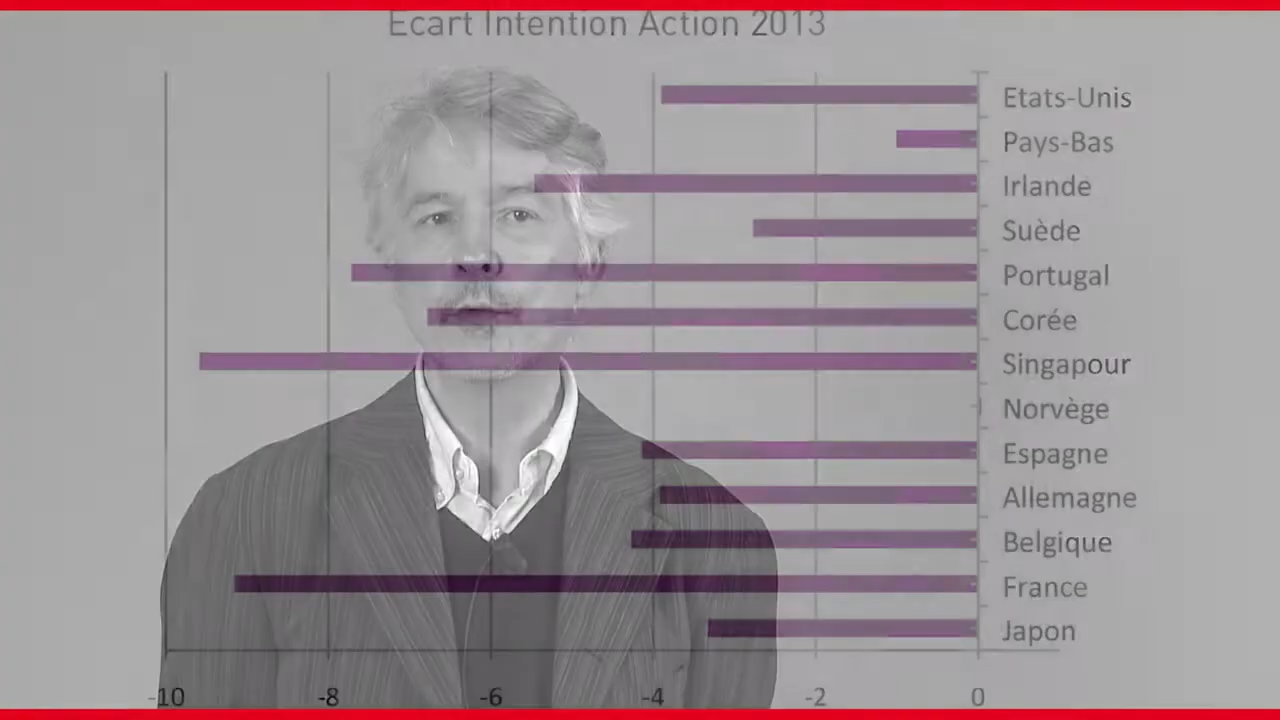 Ecart Intention Action 2013
Etats-Unis
Pays-Bas
Irlande
Suède
Portugal
Corée
Singapour
Norvège
Espagne
Allemagne
Belgique
France
Japon
-10 -8 -6 -4 -2 0